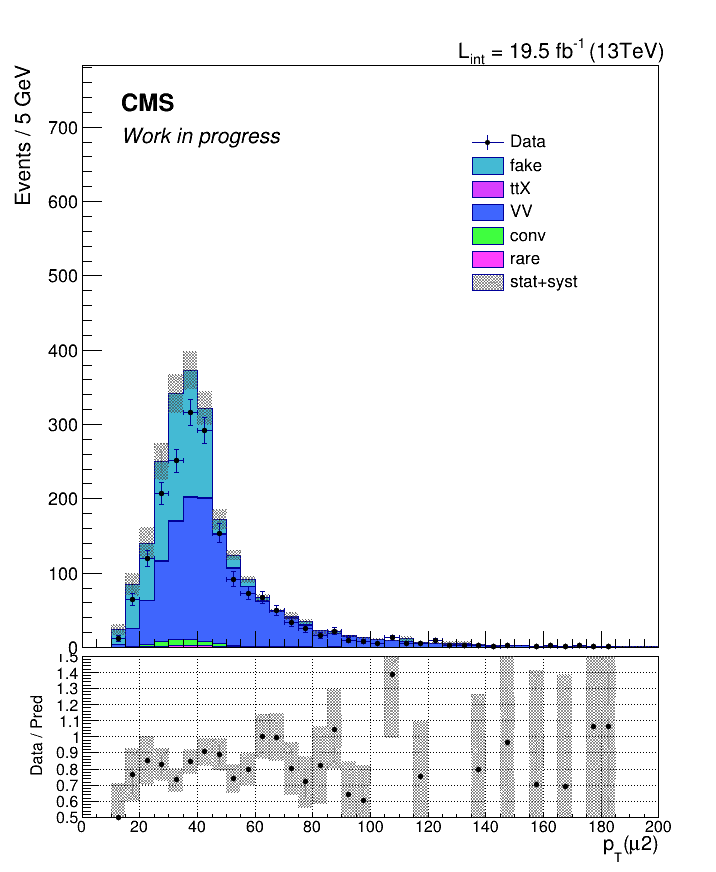 L_int = 19.5 fb^-1 (13TeV)
CMS
Work in progress
Events / 5 GeV
700
600
500
400
300
200
100
0
Data
fake
ttX
VV
conv
rare
stat+syst
Data / Pred
1.5
1.4
1.3
1.2
1.1
1
0.9
0.8
0.7
0.6
0.5
0 20 40 60 80 100 120 140 160 180 200
p_T(μ2)